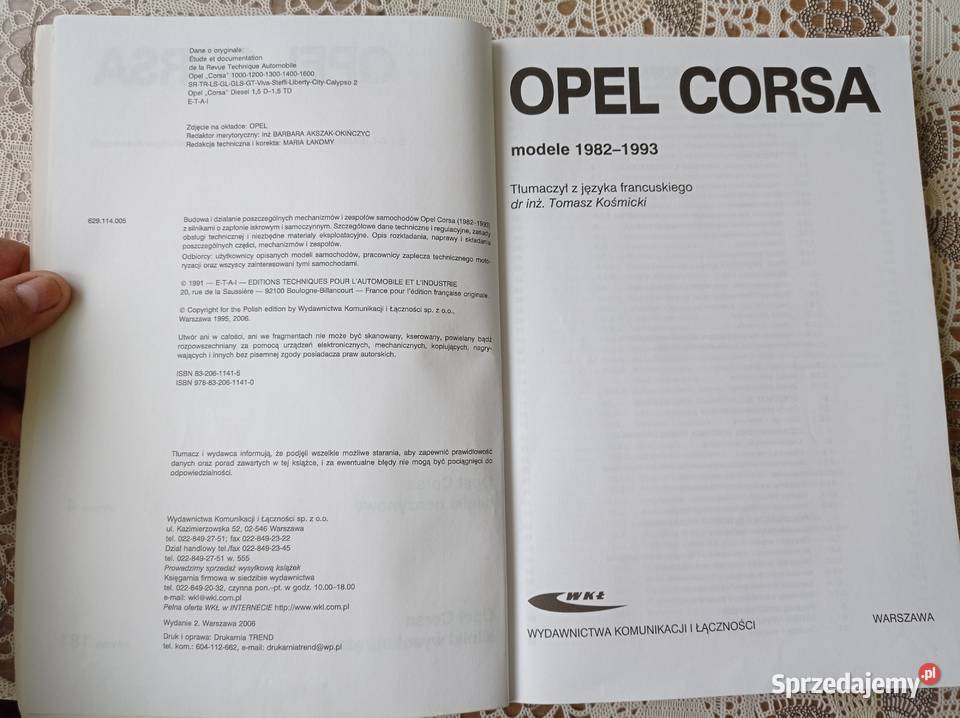 Dane o oryginale:
Étude et documentation
de la Revue Technique Automobile
Opel „Corsa" 1000-1200-1300-1400-1600
SR-TR-LS-GL-GLS-GT-Viva-Steffi-Liberty-City-Calypso 2
Opel „Corsa" Diesel 1,5 D–1,5 TD
E-T-A-I
Zdjęcie na okładce: OPEL
Redaktor merytoryczny: inż BARBARA AKSZAK-OKIŃCZYC
Redakcja techniczna i korekta: MARIA ŁAKOMY
629.114.005
Budowa i działanie poszczególnych mechanizmów i zespołów samochodów Opel Corsa (1982–1993)
z silnikami o zapłonie iskrowym i samoczynnym. Szczegółowe dane techniczne i regulacyjne, zasady
obsługi technicznej i niezbędne materiały eksploatacyjne. Opis rozkładania, naprawy i składania
poszczególnych części, mechanizmów i zespołów.
Odbiorcy: użytkownicy opisanych modeli samochodów, pracownicy zaplecza technicznego moto-
ryzacji oraz wszyscy zainteresowani tymi samochodami.
© 1991 — E-T-A-I — EDITIONS TECHNIQUES POUR L'AUTOMOBILE ET L'INDUSTRIE
20, rue de la Saussière — 92100 Boulogne-Billancourt — France pour l'édition française originale.
© Copyright for the Polish edition by Wydawnictwa Komunikacji i Łączności sp. z o.o.,
Warszawa 1995, 2006.
Utwór ani w całości, ani we fragmentach nie może być skanowany, kserowany, powielany bądź
rozpowszechniany za pomocą urządzeń elektronicznych, mechanicznych, kopiujących, nagry-
wających i innych bez pisemnej zgody posiadacza praw autorskich.
ISBN 83-206-1141-5
ISBN 978-83-206-1141-0
Tłumacz i wydawca informują, że podjęli wszelkie możliwe starania, aby zapewnić prawidłowość
danych oraz porad zawartych w tej książce, i za ewentualne błędy nie mogą być pociągnięci do
odpowiedzialności.
Wydawnictwa Komunikacji i Łączności sp. z o.o.
ul. Kazimierzowska 52, 02-546 Warszawa
tel. 022-849-27-51; fax 022-849-23-22
Dział handlowy tel./fax 022-849-23-45
tel. 022-849-27-51 w. 555
Prowadzimy sprzedaż wysyłkową książek
Księgarnia firmowa w siedzibie wydawnictwa
tel. 022-849-20-32, czynna pon.–pt. w godz. 10.00–18.00
e-mail: wkl@wkl.com.pl
Pełna oferta WKŁ w INTERNECIE http://www.wkl.com.pl
Wydanie 2. Warszawa 2006
Druk i oprawa: Drukarnia TREND
tel. kom.: 604-112-662, e-mail: drukarniatrend@wp.pl
OPEL CORSA
modele 1982–1993
Tłumaczył z języka francuskiego
dr inż. Tomasz Kośmicki
WKŁ
WYDAWNICTWA KOMUNIKACJI I ŁĄCZNOŚCI
WARSZAWA
Sprzedajemy.pl